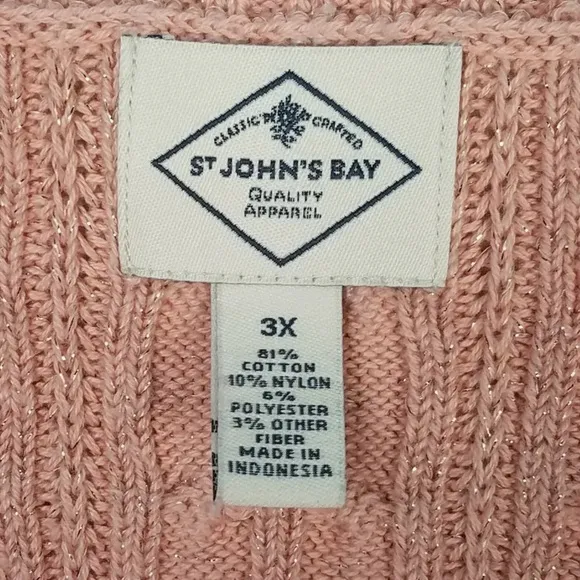 CLASSIC CRAFTED
ST JOHN'S BAY
QUALITY
APPAREL
3X
81%
COTTON
10% NYLON
6%
POLYESTER
3% OTHER
FIBER
MADE IN
INDONESIA